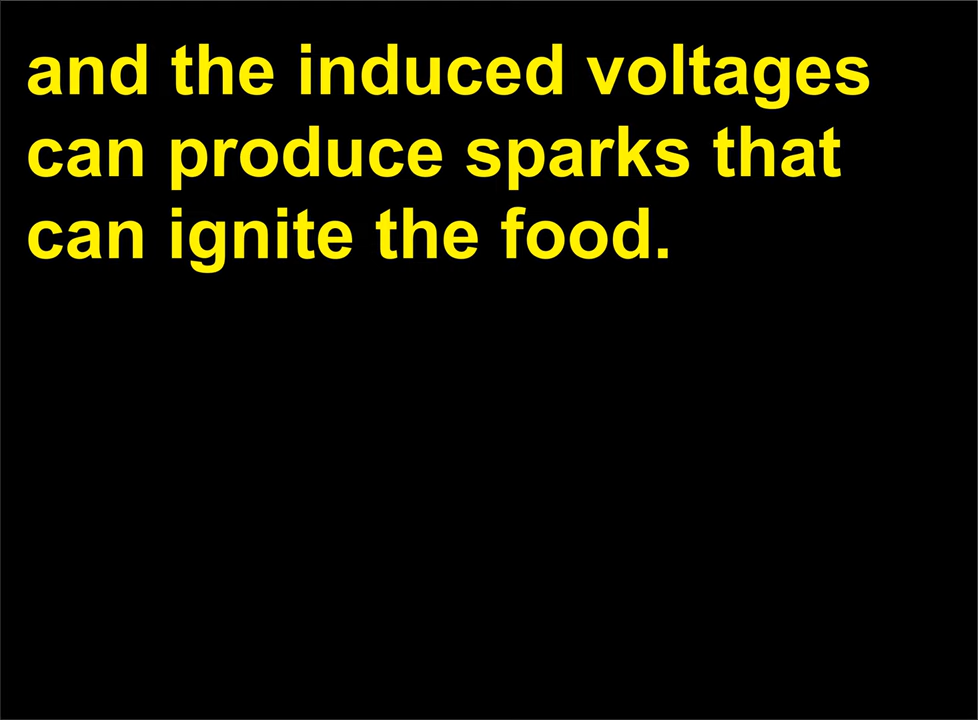 and the induced voltages
can produce sparks that
can ignite the food.